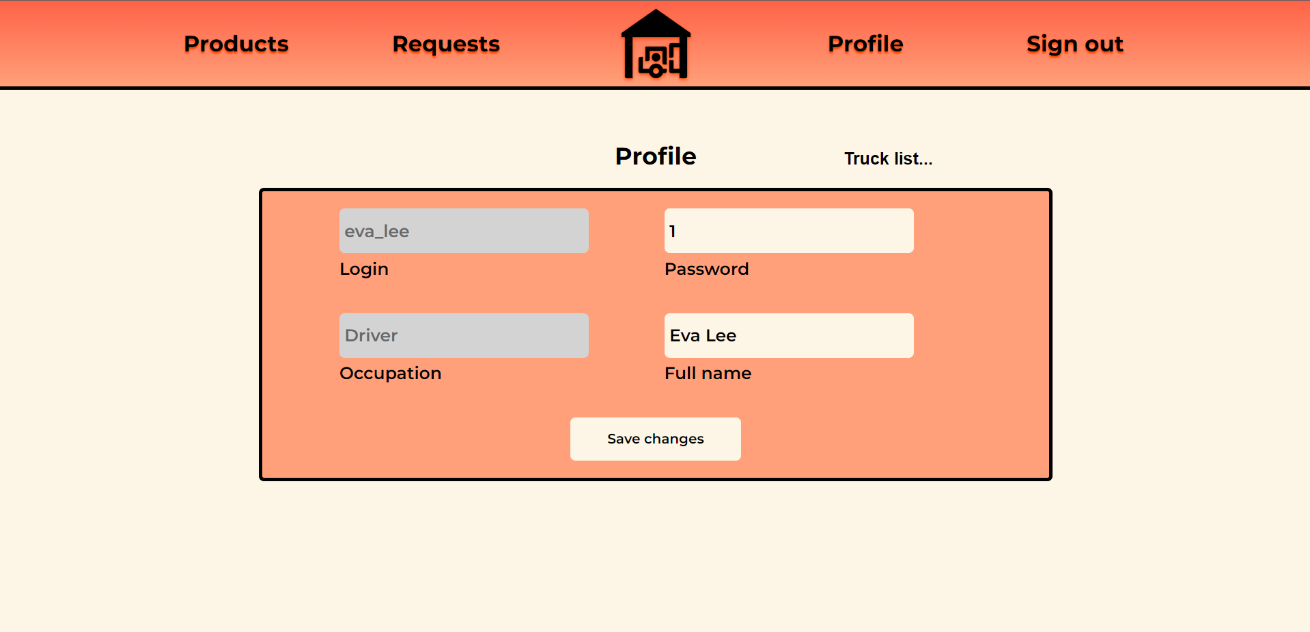 Products Requests Profile Sign out
Profile Truck list...
eva_lee 1
Login Password
Driver Eva Lee
Occupation Full name
Save changes